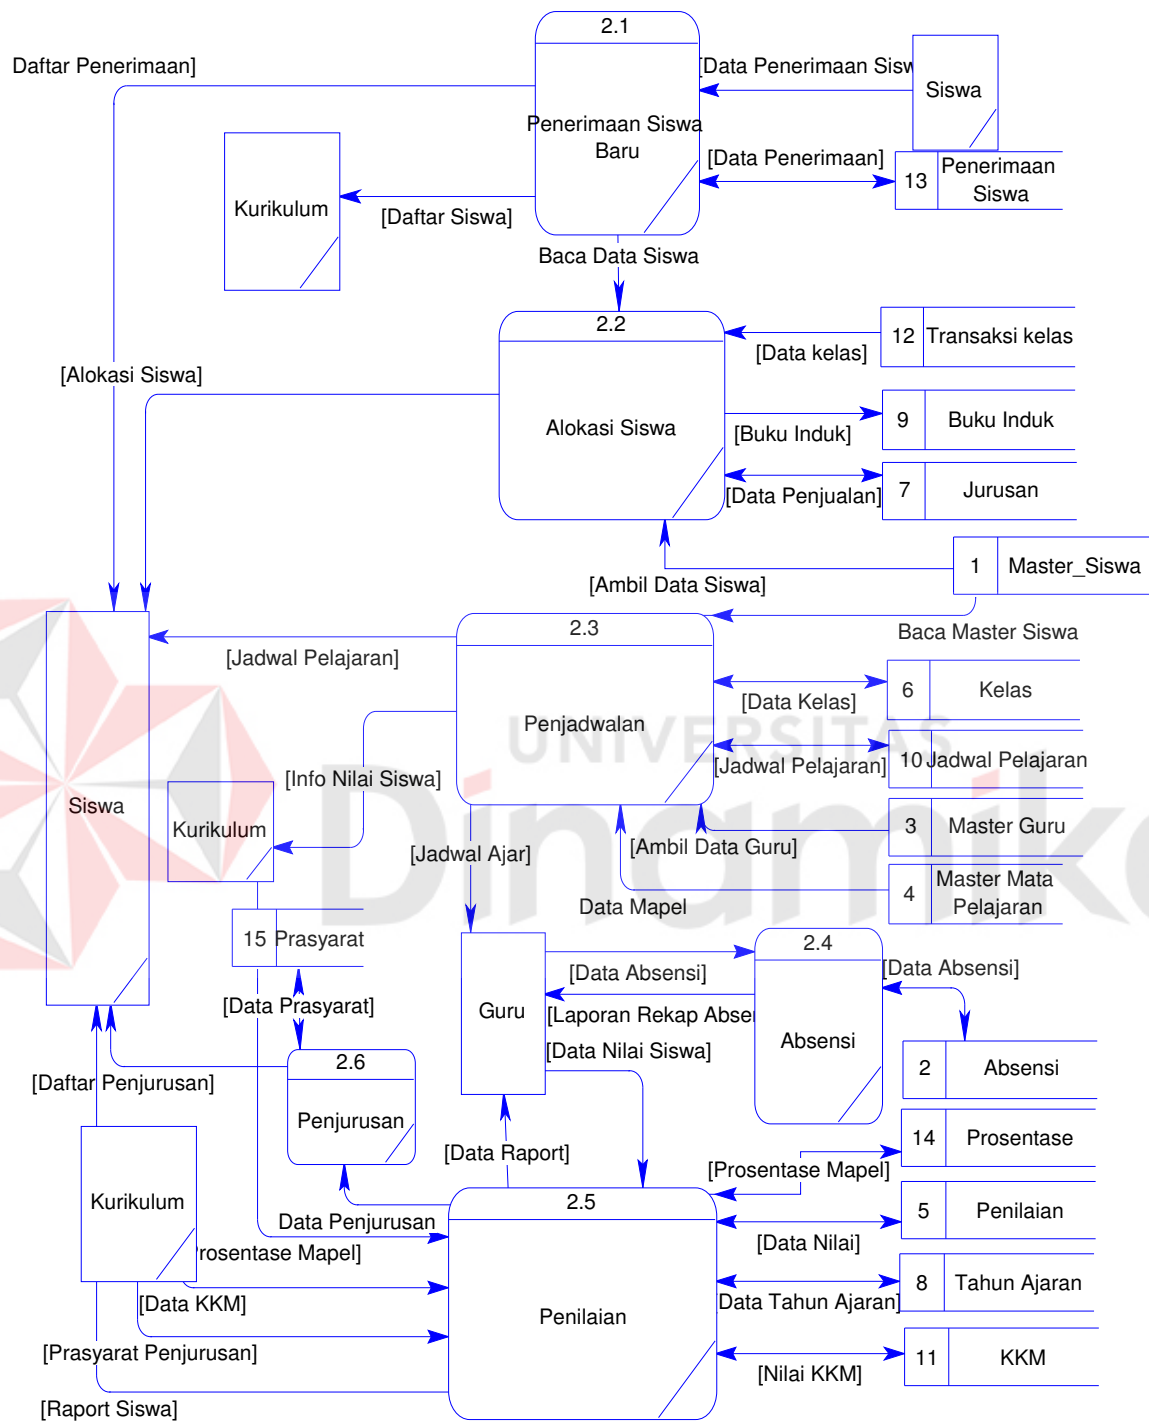 2.1
Daftar Penerimaan]
[Data Penerimaan Sisw
Siswa
Penerimaan Siswa
Baru
[Data Penerimaan]
13
Penerimaan
Siswa
Kurikulum
[Daftar Siswa]
Baca Data Siswa
2.2
12
Transaksi kelas
[Data kelas]
[Alokasi Siswa]
Alokasi Siswa
[Buku Induk]
9
Buku Induk
[Data Penjualan]
7
Jurusan
1
Master_Siswa
[Ambil Data Siswa]
2.3
Baca Master Siswa
[Jadwal Pelajaran]
6
Kelas
[Data Kelas]
Penjadwalan
UNIVERSITAS
[Jadwal Pelajaran]
10
Jadwal Pelajaran
[Info Nilai Siswa]
Siswa
Kurikulum
3
Master Guru
[Jadwal Ajar]
[Ambil Data Guru]
Dinamika
4
Master Mata
Pelajaran
Data Mapel
15
Prasyarat
2.4
[Data Absensi]
[Data Absensi]
[Data Prasyarat]
Guru
[Laporan Rekap Abse
Absensi
[Data Nilai Siswa]
2.6
2
Absensi
[Daftar Penjurusan]
Penjurusan
14
Prosentase
[Data Raport]
[Prosentase Mapel]
Kurikulum
2.5
Data Penjurusan
5
Penilaian
[Data Nilai]
rosentase Mapel]
8
Tahun Ajaran
[Data KKM]
[Data Tahun Ajaran]
Penilaian
[Prasyarat Penjurusan]
11
KKM
[Nilai KKM]
[Raport Siswa]